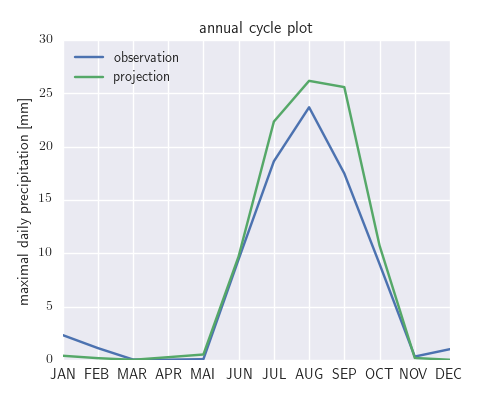 annual cycle plot
observation
projection
maximal daily precipitation [mm]
30
25
20
15
10
5
0
JAN FEB MAR APR MAI JUN JUL AUG SEP OCT NOV DEC